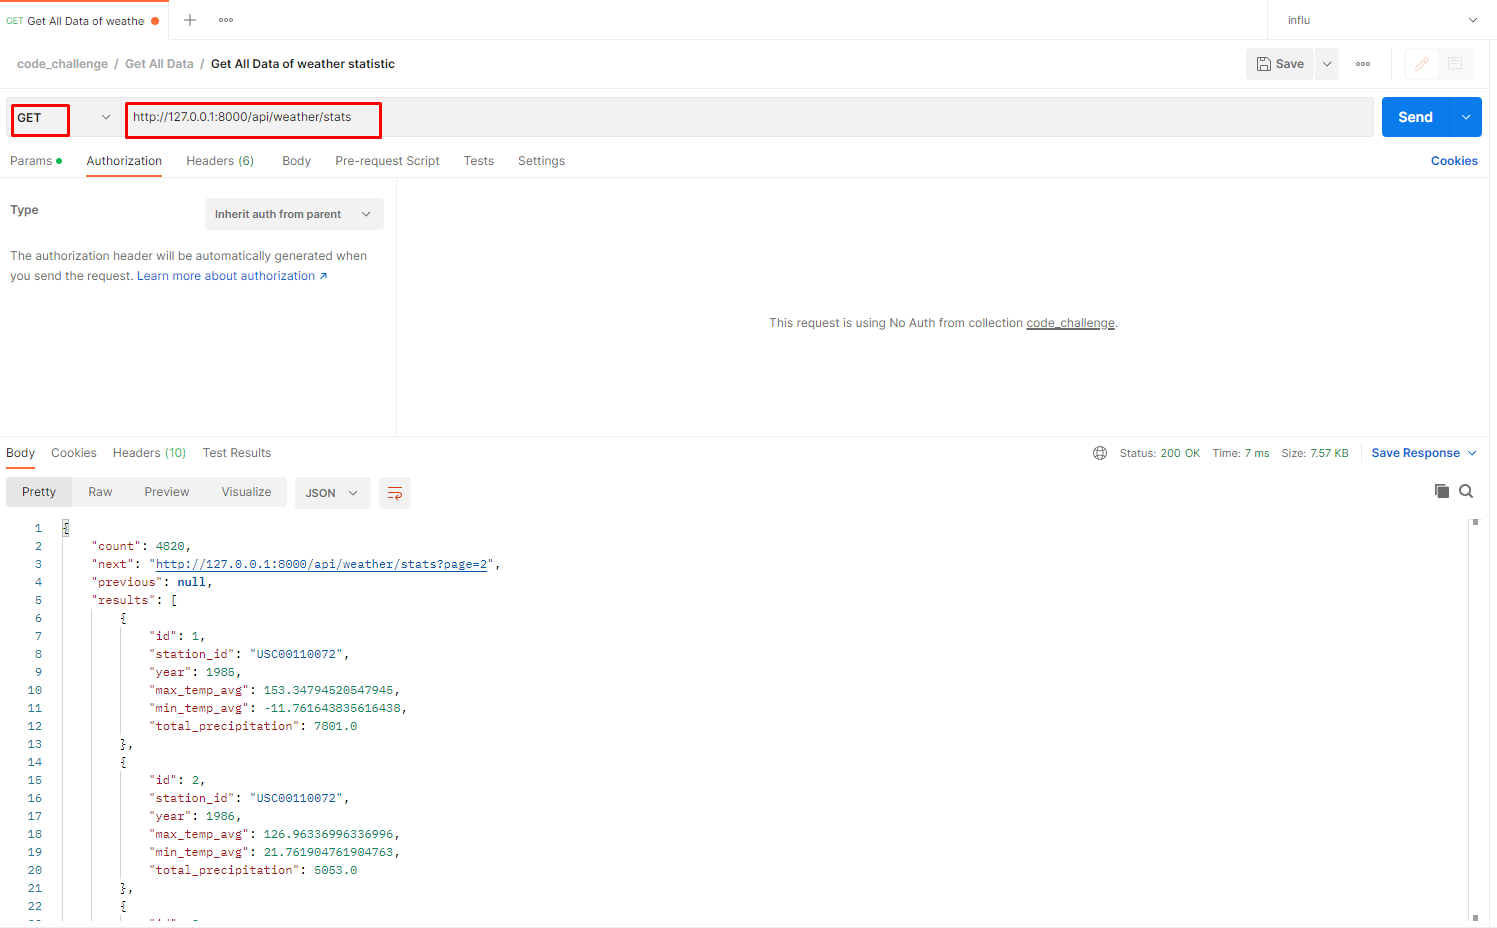 GET Get All Data of weathe
influ
code_challenge / Get All Data / Get All Data of weather statistic
Save
GET
http://127.0.0.1:8000/api/weather/stats
Send
Params Authorization Headers (6) Body Pre-request Script Tests Settings
Cookies
Type
Inherit auth from parent
The authorization header will be automatically generated when
you send the request. Learn more about authorization ↗
This request is using No Auth from collection code_challenge.
Body Cookies Headers (10) Test Results
Status: 200 OK Time: 7 ms Size: 7.57 KB Save Response
Pretty Raw Preview Visualize JSON
1 {
2 "count": 4820,
3 "next": "http://127.0.0.1:8000/api/weather/stats?page=2",
4 "previous": null,
5 "results": [
6 {
7 "id": 1,
8 "station_id": "USC00110072",
9 "year": 1985,
10 "max_temp_avg": 153.34794520547945,
11 "min_temp_avg": -11.761643835616438,
12 "total_precipitation": 7801.0
13 },
14 {
15 "id": 2,
16 "station_id": "USC00110072",
17 "year": 1986,
18 "max_temp_avg": 126.96336996336996,
19 "min_temp_avg": 21.761904761904763,
20 "total_precipitation": 5053.0
21 },
22 {